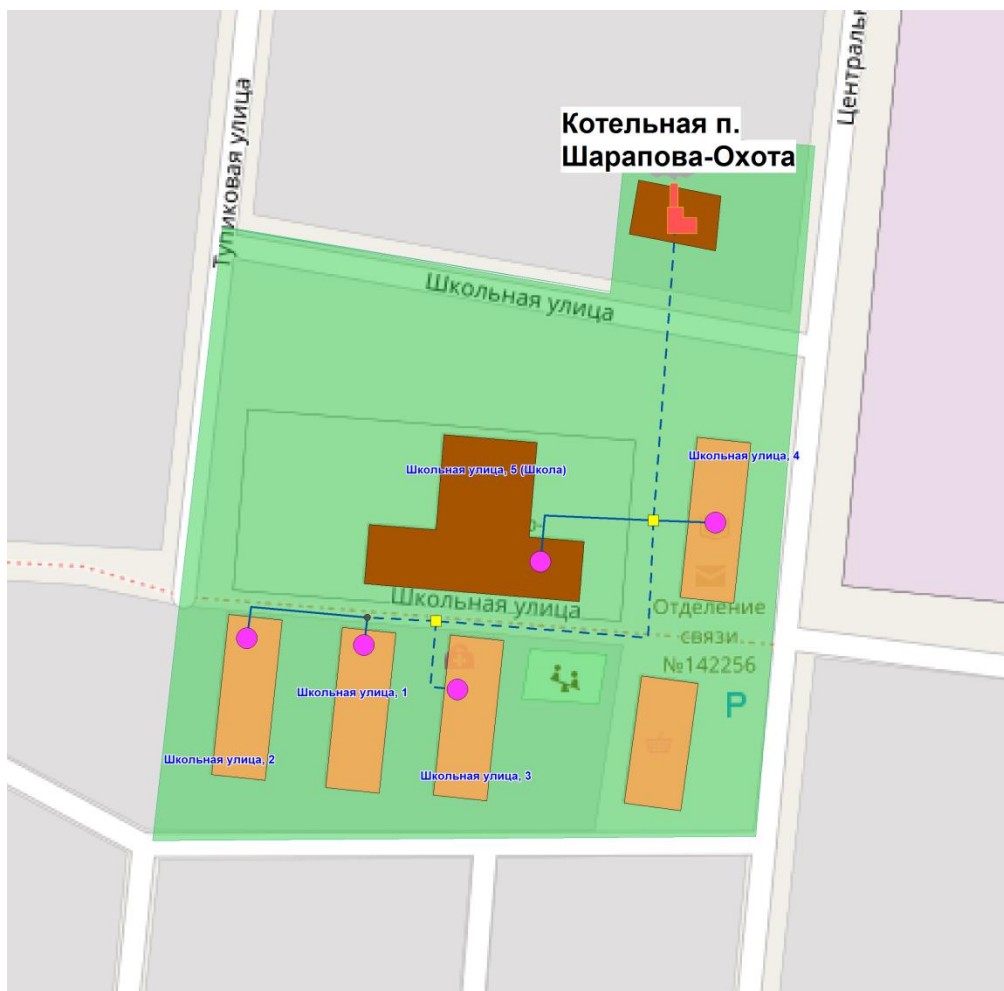 Тупиковая улица
Центральн
Котельная п.
Шарапова-Охота
Школьная улица
Школьная улица, 4
Школьная улица, 5 (Школа)
Школьная улица
Отделение
связи
№142256
P
Школьная улица, 1
Школьная улица, 2
Школьная улица, 3